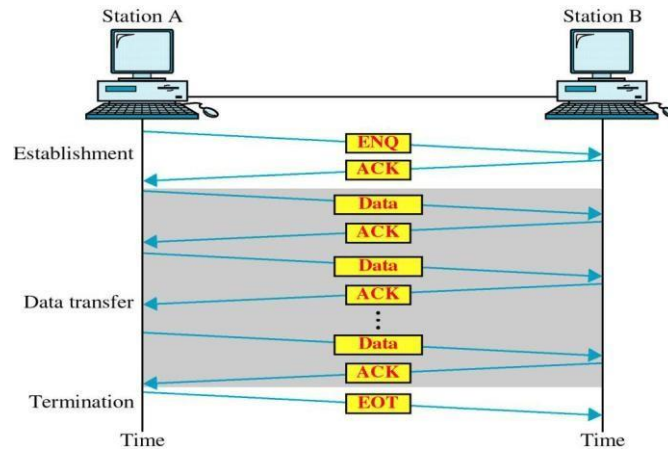 Station A
Station B
Establishment
ENQ
ACK
Data
ACK
Data
Data transfer
ACK
Data
ACK
Termination
EOT
Time
Time